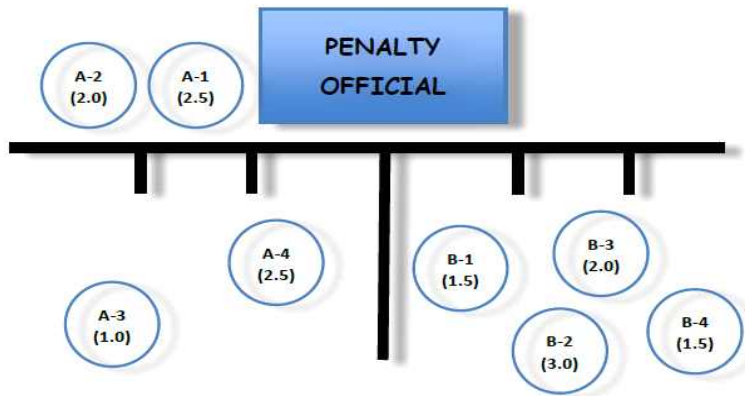 PENALTY
OFFICIAL
A-2
(2.0)
A-1
(2.5)
A-4
(2.5)
A-3
(1.0)
B-1
(1.5)
B-3
(2.0)
B-2
(3.0)
B-4
(1.5)